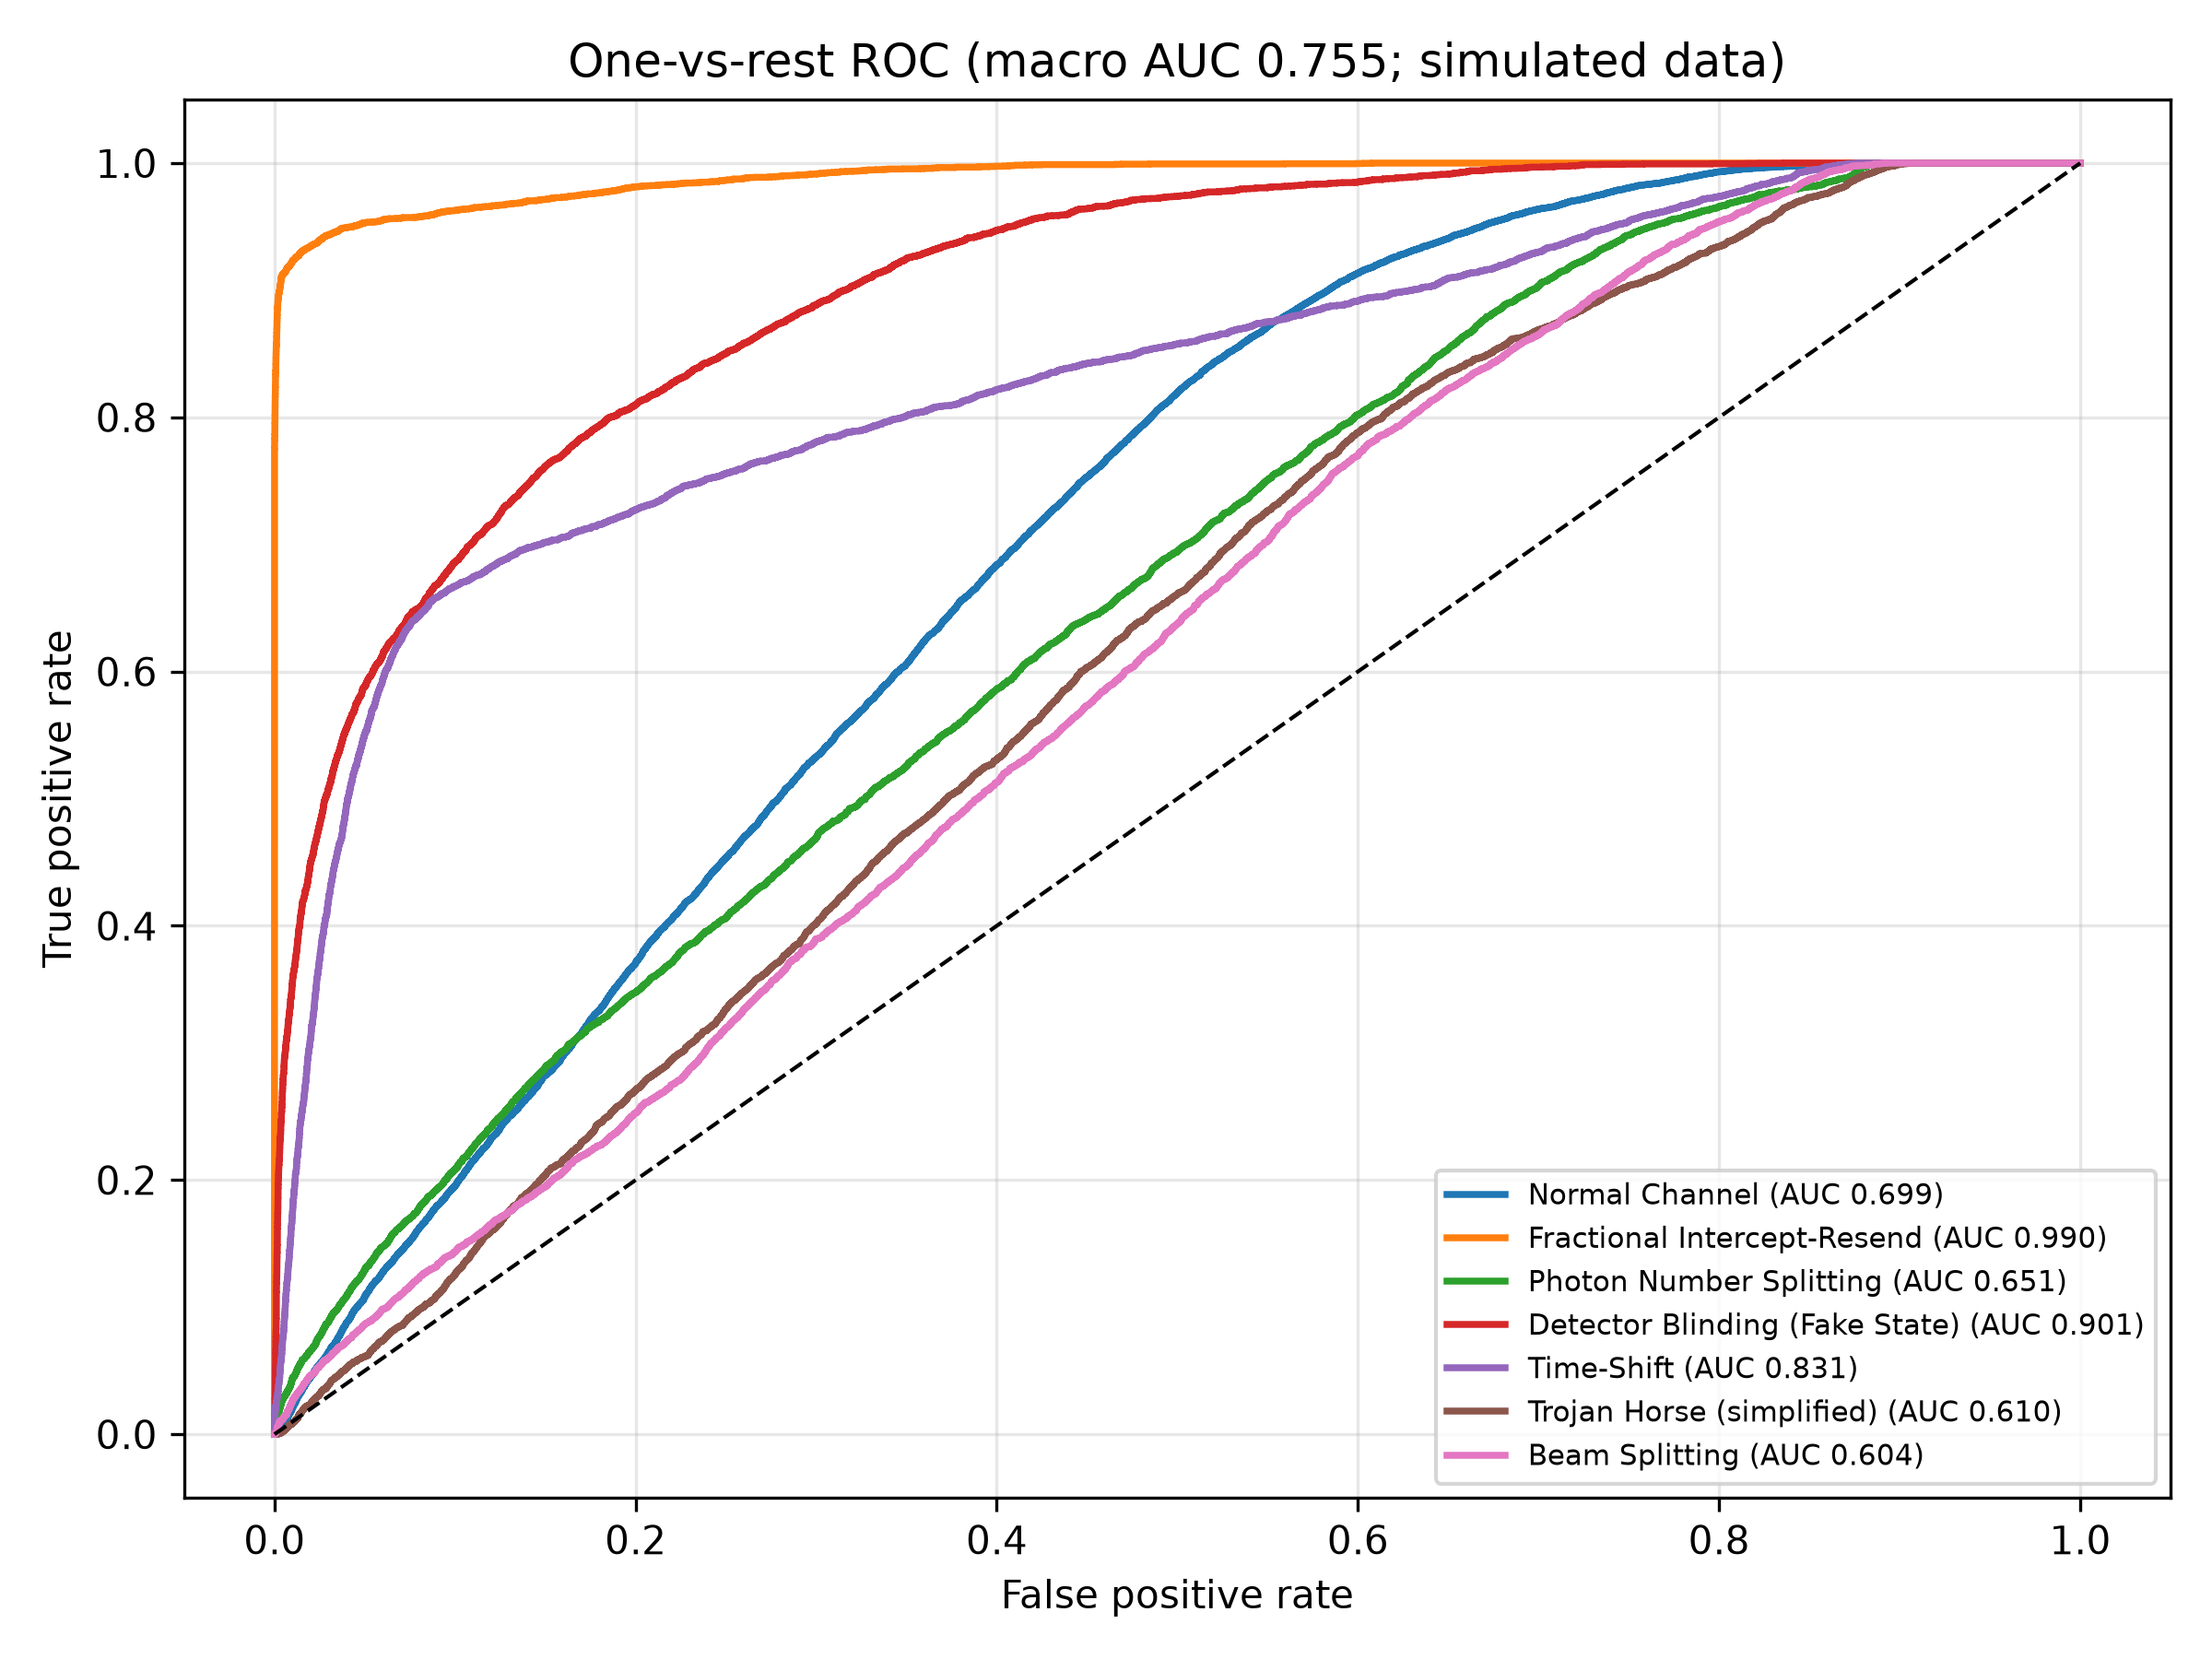 One-vs-rest ROC (macro AUC 0.755; simulated data)
True positive rate
1.0
0.8
0.6
0.4
0.2
0.0
Normal Channel (AUC 0.699)
Fractional Intercept-Resend (AUC 0.990)
Photon Number Splitting (AUC 0.651)
Detector Blinding (Fake State) (AUC 0.901)
Time-Shift (AUC 0.831)
Trojan Horse (simplified) (AUC 0.610)
Beam Splitting (AUC 0.604)
0.0 0.2 0.4 0.6 0.8 1.0
False positive rate